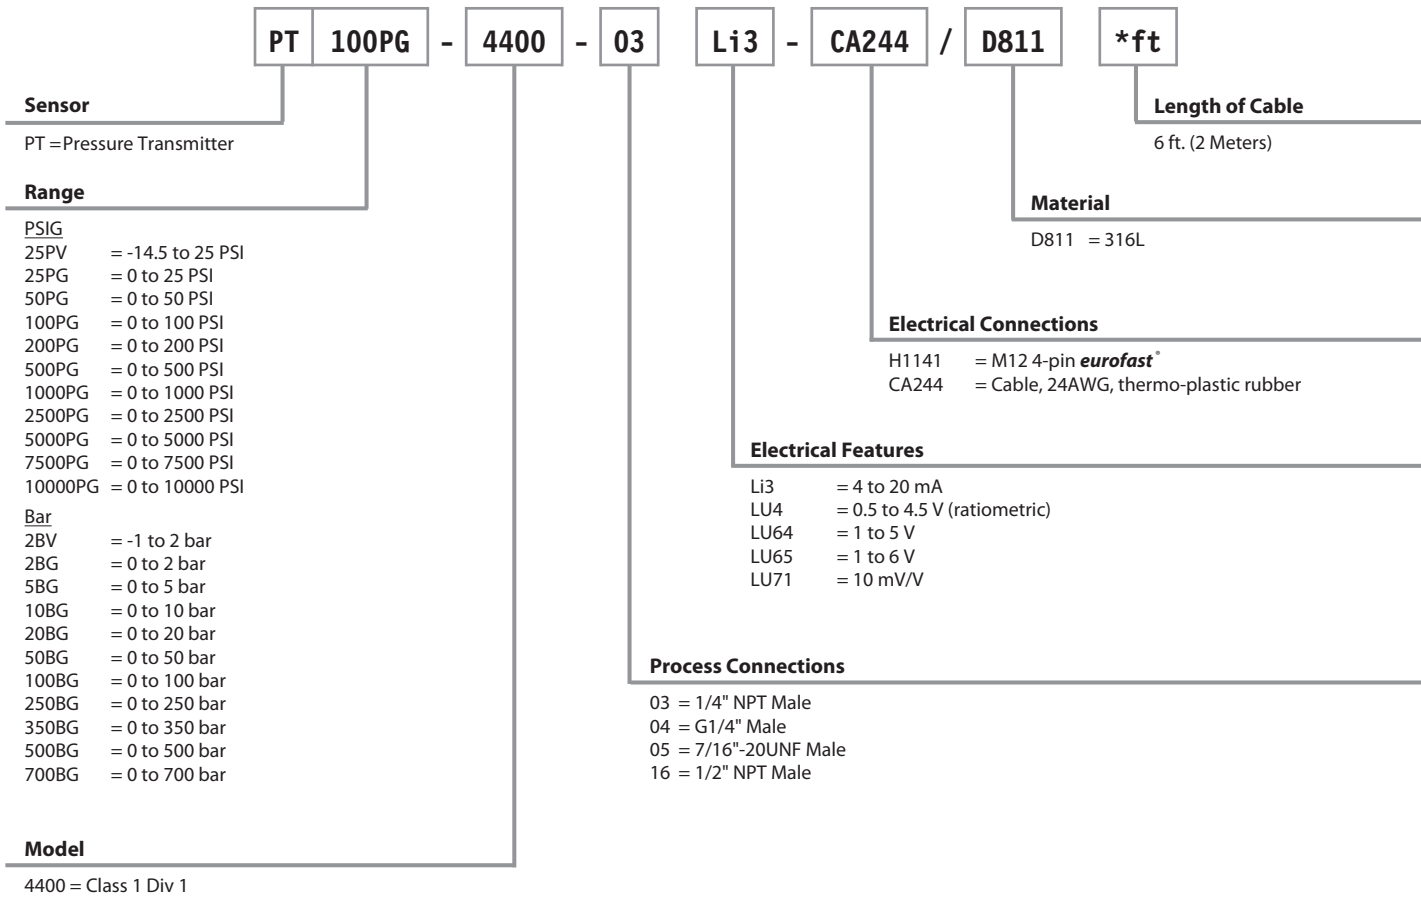 PT 100PG - 4400 - 03 Li3 - CA244 / D811 *ft
Sensor
PT =Pressure Transmitter
Range
PSIG
25PV = -14.5 to 25 PSI
25PG = 0 to 25 PSI
50PG = 0 to 50 PSI
100PG = 0 to 100 PSI
200PG = 0 to 200 PSI
500PG = 0 to 500 PSI
1000PG = 0 to 1000 PSI
2500PG = 0 to 2500 PSI
5000PG = 0 to 5000 PSI
7500PG = 0 to 7500 PSI
10000PG = 0 to 10000 PSI
Bar
2BV = -1 to 2 bar
2BG = 0 to 2 bar
5BG = 0 to 5 bar
10BG = 0 to 10 bar
20BG = 0 to 20 bar
50BG = 0 to 50 bar
100BG = 0 to 100 bar
250BG = 0 to 250 bar
350BG = 0 to 350 bar
500BG = 0 to 500 bar
700BG = 0 to 700 bar
Model
4400 = Class 1 Div 1
Length of Cable
6 ft. (2 Meters)
Material
D811 = 316L
Electrical Connections
H1141 = M12 4-pin eurofast®
CA244 = Cable, 24AWG, thermo-plastic rubber
Electrical Features
Li3 = 4 to 20 mA
LU4 = 0.5 to 4.5 V (ratiometric)
LU64 = 1 to 5 V
LU65 = 1 to 6 V
LU71 = 10 mV/V
Process Connections
03 = 1/4" NPT Male
04 = G1/4" Male
05 = 7/16"-20UNF Male
16 = 1/2" NPT Male